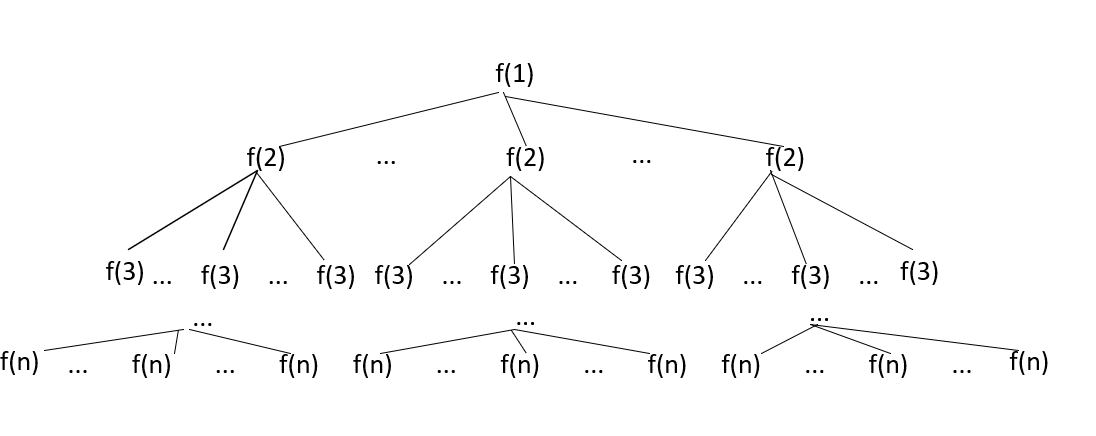 f(1)
f(2) ... f(2) ... f(2)
f(3) ... f(3) ... f(3) f(3) ... f(3) ... f(3) f(3) ... f(3) ... f(3)
... ... ...
f(n) ... f(n) ... f(n) f(n) ... f(n) ... f(n) f(n) ... f(n) ... f(n)